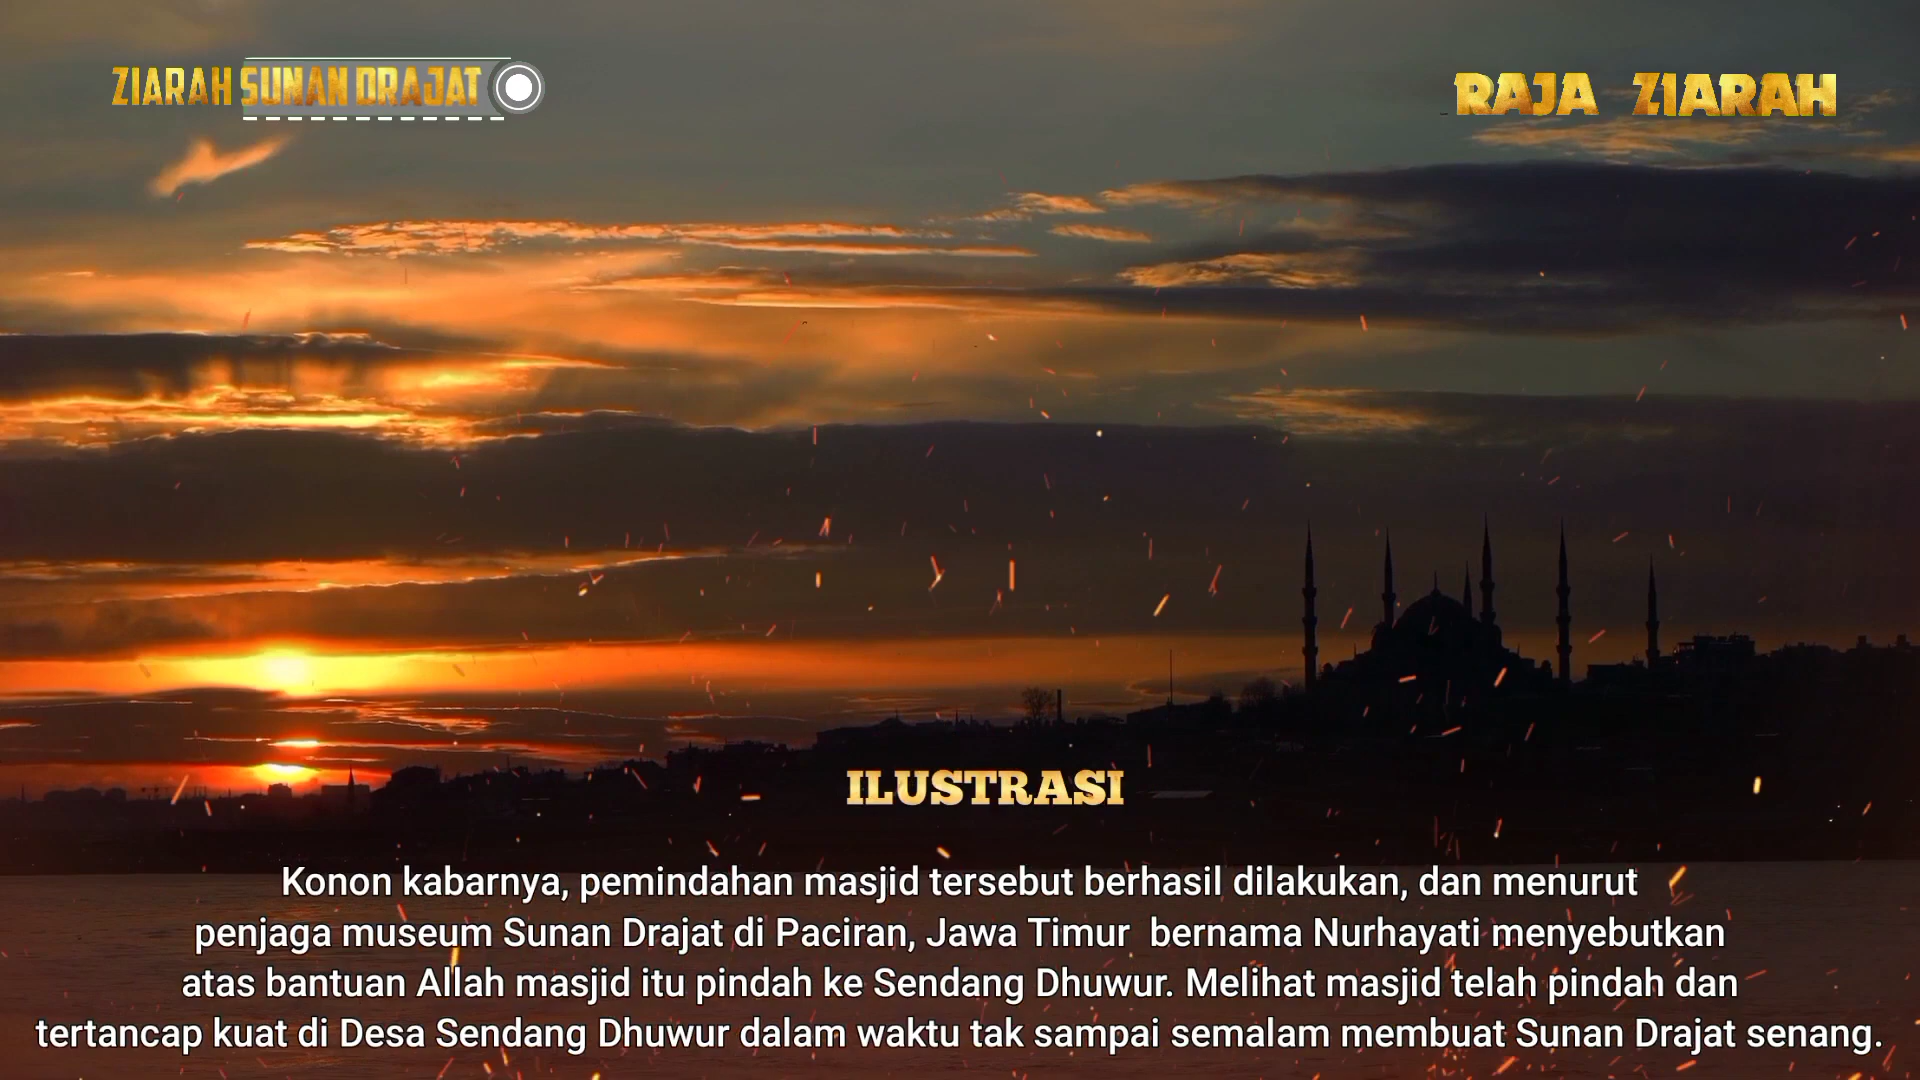 ZIARAH SUNAN DRAJAT
RAJA ZIARAH
ILUSTRASI
Konon kabarnya, pemindahan masjid tersebut berhasil dilakukan, dan menurut
penjaga museum Sunan Drajat di Paciran, Jawa Timur  bernama Nurhayati menyebutkan
atas bantuan Allah masjid itu pindah ke Sendang Dhuwur. Melihat masjid telah pindah dan
tertancap kuat di Desa Sendang Dhuwur dalam waktu tak sampai semalam membuat Sunan Drajat senang.